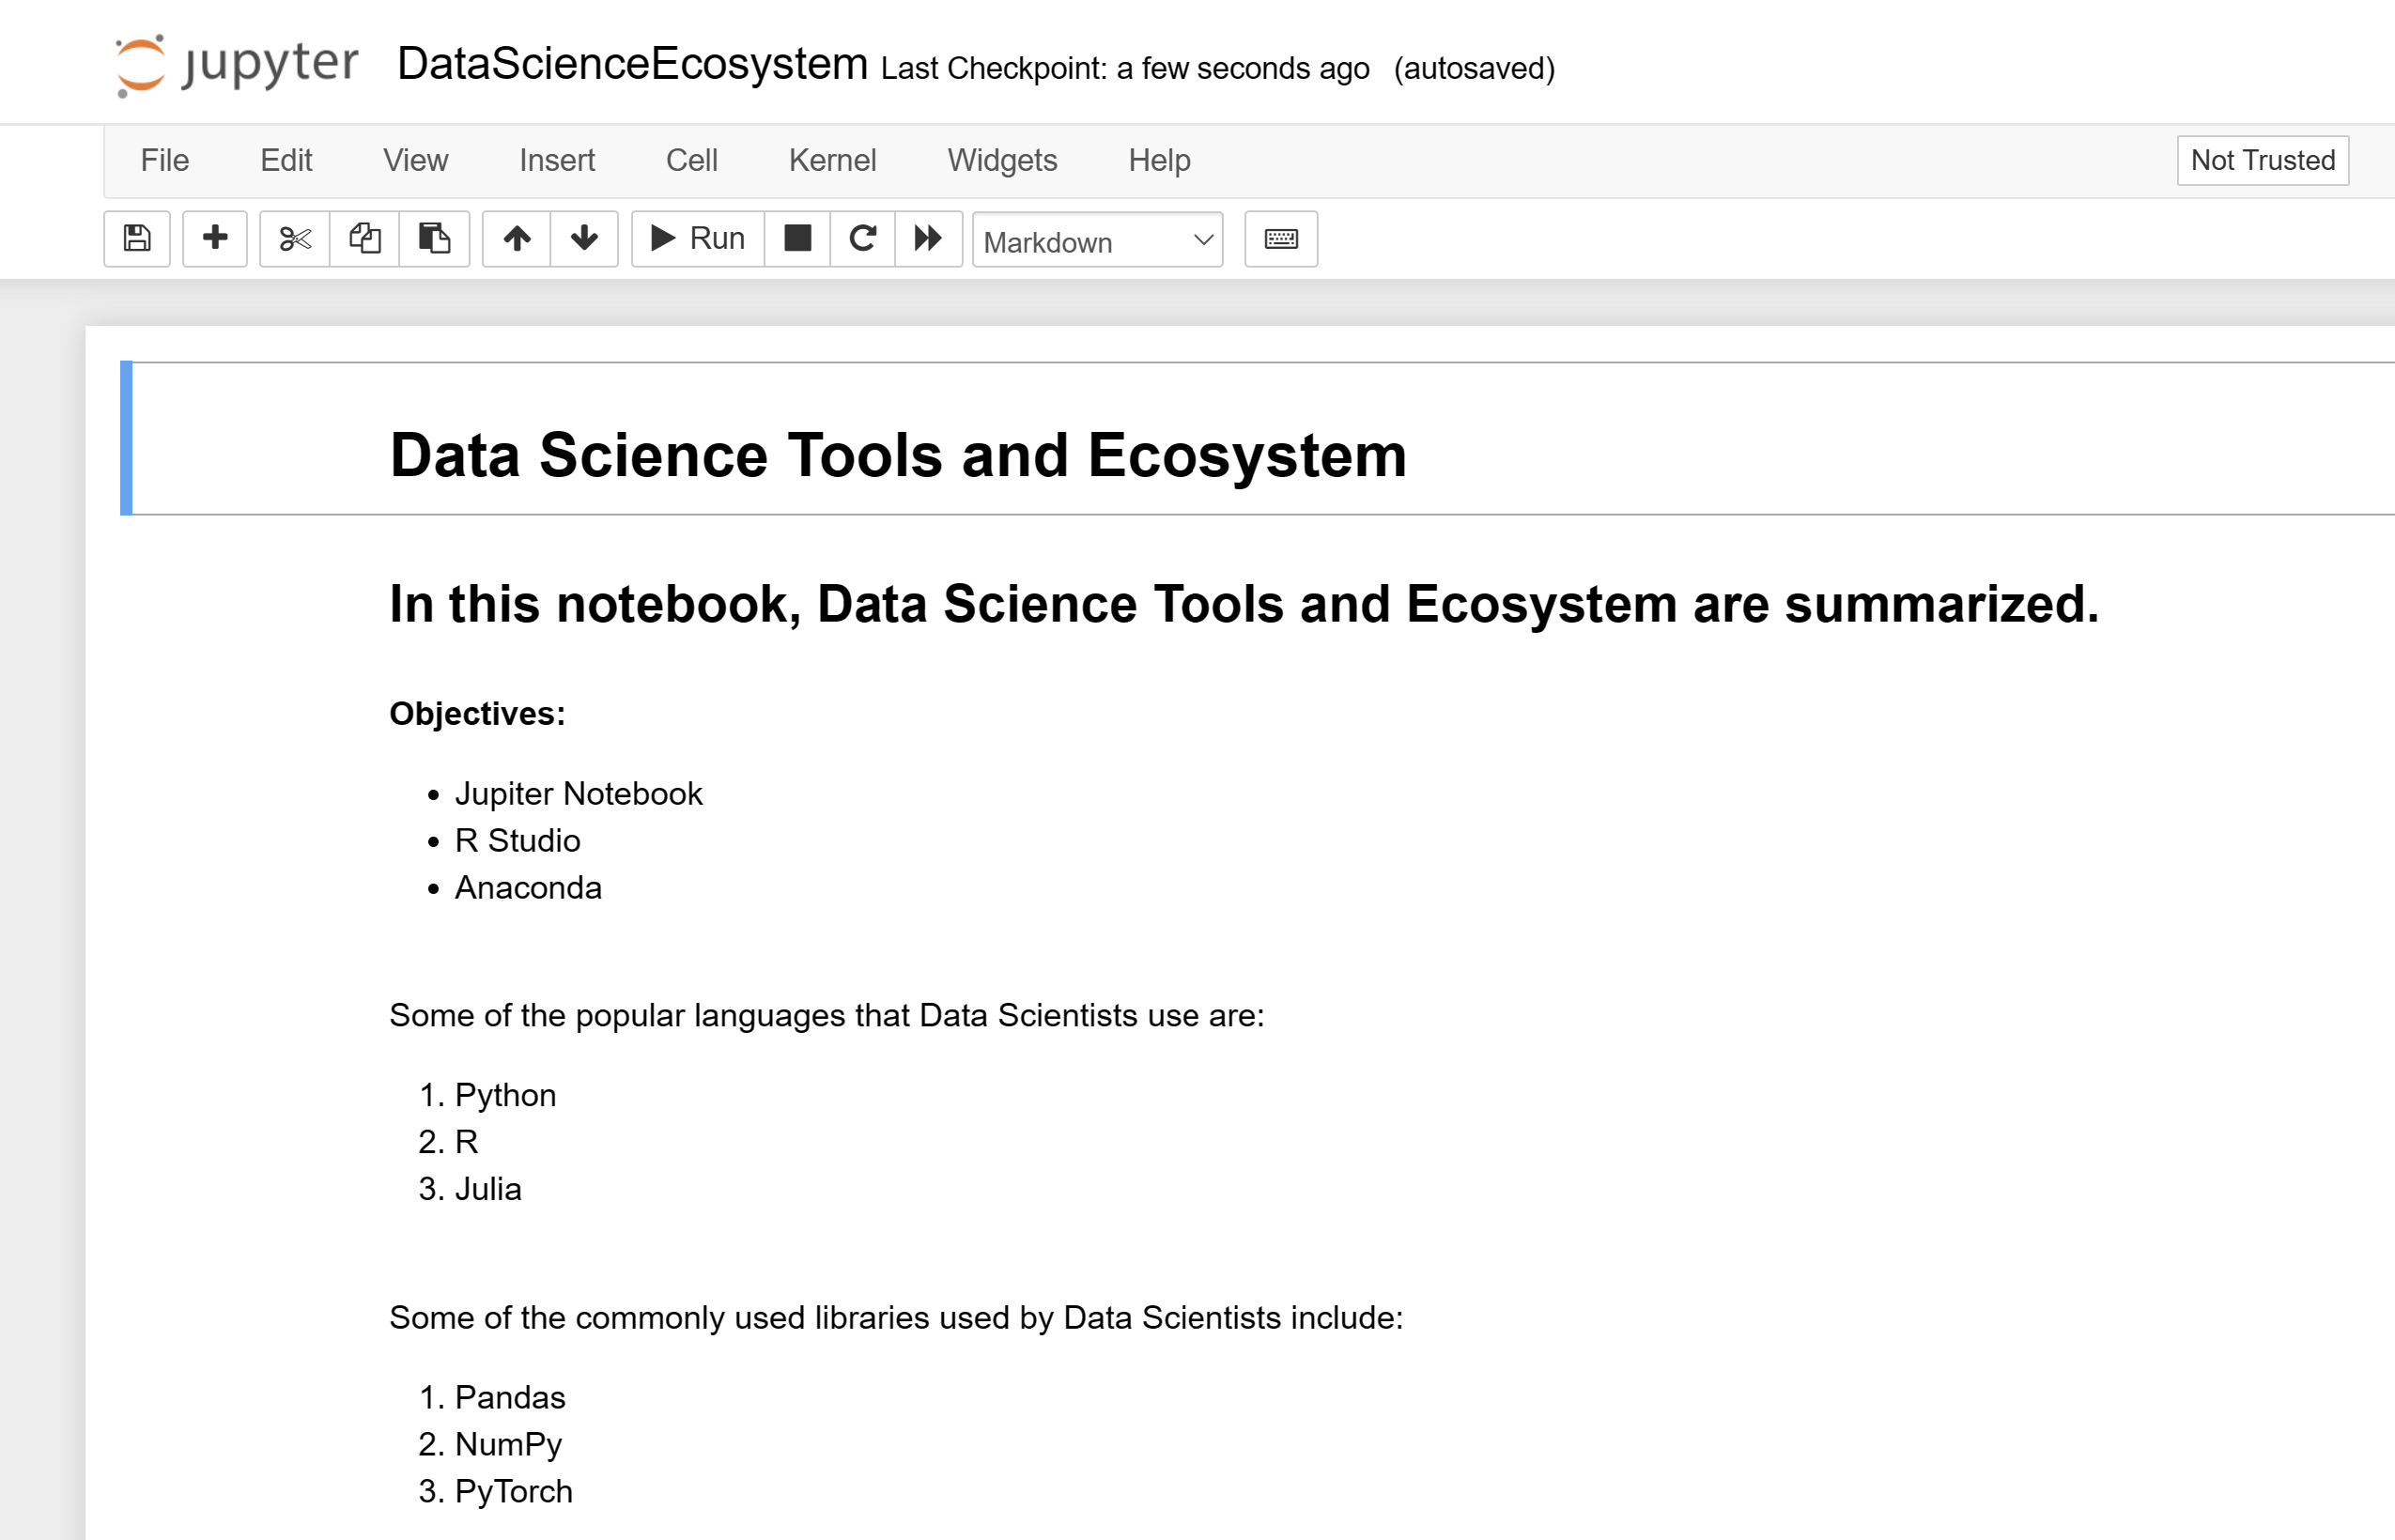 jupyter DataScienceEcosystem Last Checkpoint: a few seconds ago (autosaved)
File Edit View Insert Cell Kernel Widgets Help Not Trusted
Run Markdown
Data Science Tools and Ecosystem
In this notebook, Data Science Tools and Ecosystem are summarized.
Objectives:
• Jupiter Notebook
• R Studio
• Anaconda
Some of the popular languages that Data Scientists use are:
1. Python
2. R
3. Julia
Some of the commonly used libraries used by Data Scientists include:
1. Pandas
2. NumPy
3. PyTorch